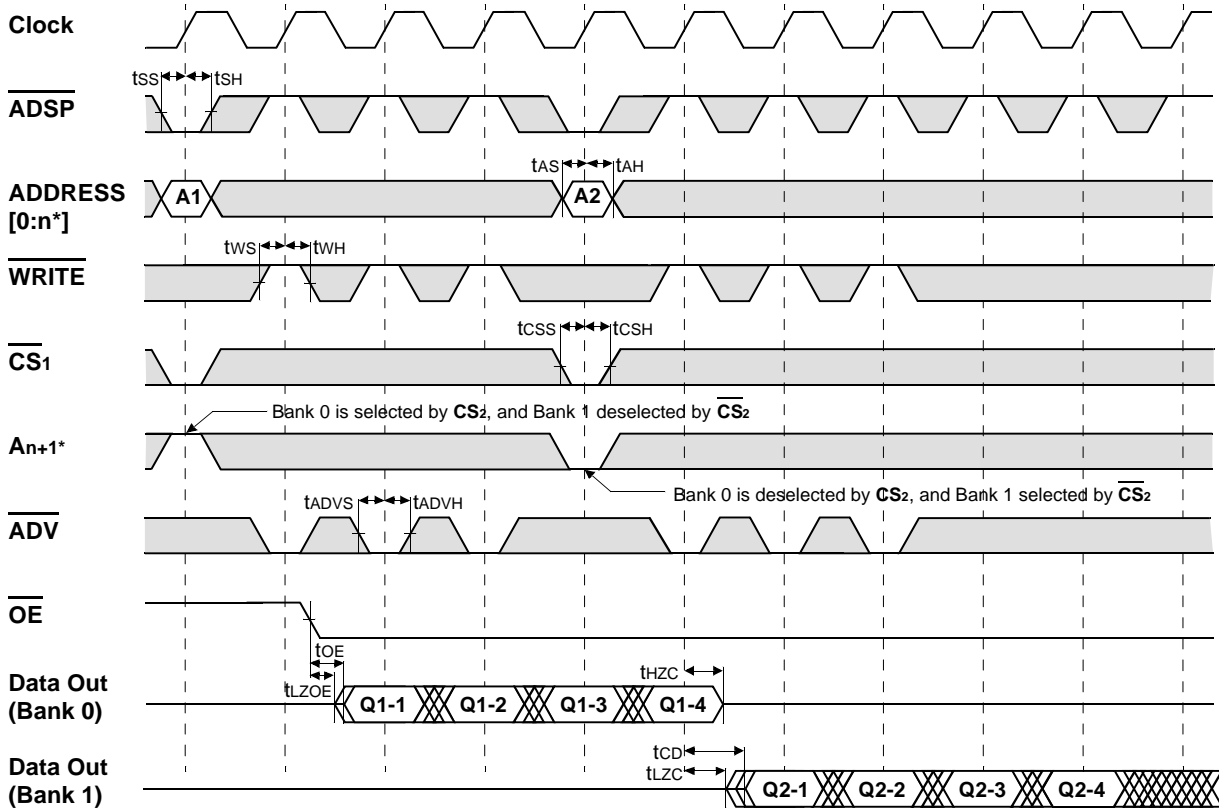 Clock
tSS tSH
ADSP
tAS tAH
ADDRESS
[0:n*]
A1 A2
tWS tWH
WRITE
tCSS tCSH
CS1
Bank 0 is selected by CS2, and Bank 1 deselected by CS2
An+1*
Bank 0 is deselected by CS2, and Bank 1 selected by CS2
tADVS tADVH
ADV
OE
tOE
tHZC
tLZOE
Data Out
(Bank 0)
Q1-1 Q1-2 Q1-3 Q1-4
tCD
tLZC
Data Out
(Bank 1)
Q2-1 Q2-2 Q2-3 Q2-4